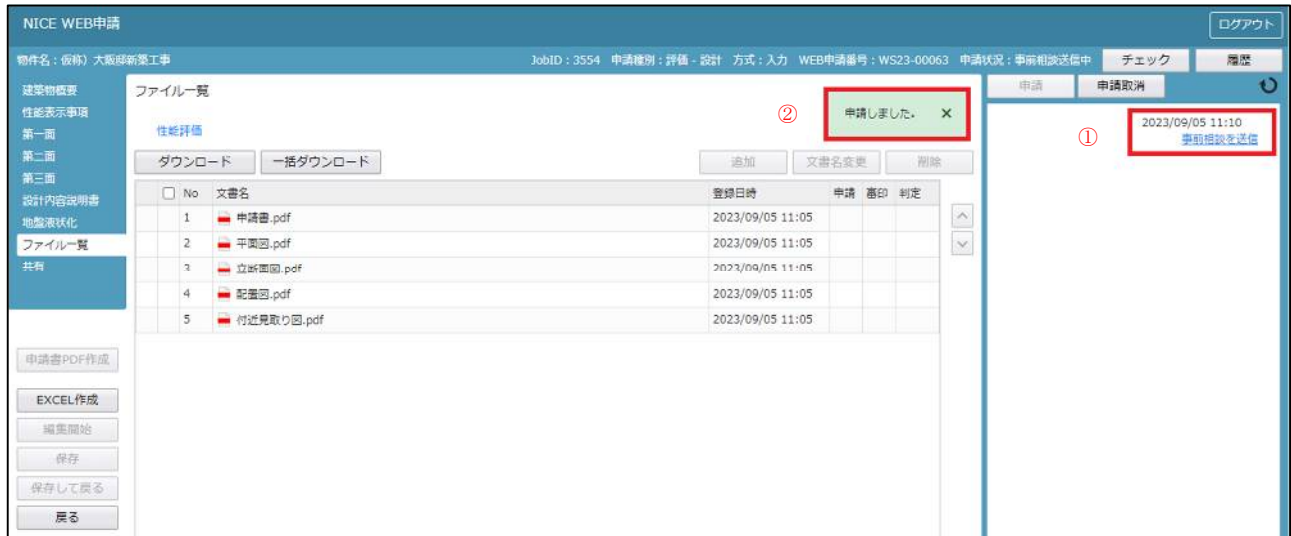 NICE WEB申請
ログアウト
物件名：仮称）大阪邸新築工事
JobID：3554 申請種別：評価 - 設計 方式：入力 WEB申請番号：WS23-00063 申請状況：事前相談送信中
チェック
履歴
建築物概要
性能表示事項
第一面
第二面
第三面
設計内容説明書
地盤液状化
ファイル一覧
共有
ファイル一覧
②
申請しました。 ×
性能評価
ダウンロード
一括ダウンロード
追加
文書名変更
削除
No 文書名 登録日時 申請 審印 判定
1 申請書.pdf 2023/09/05 11:05
2 平面図.pdf 2023/09/05 11:05
3 立断面図.pdf 2023/09/05 11:05
4 配置図.pdf 2023/09/05 11:05
5 付近見取り図.pdf 2023/09/05 11:05
申請
申請取消
①
2023/09/05 11:10
事前相談を送信
申請書PDF作成
EXCEL作成
編集開始
保存
保存して戻る
戻る